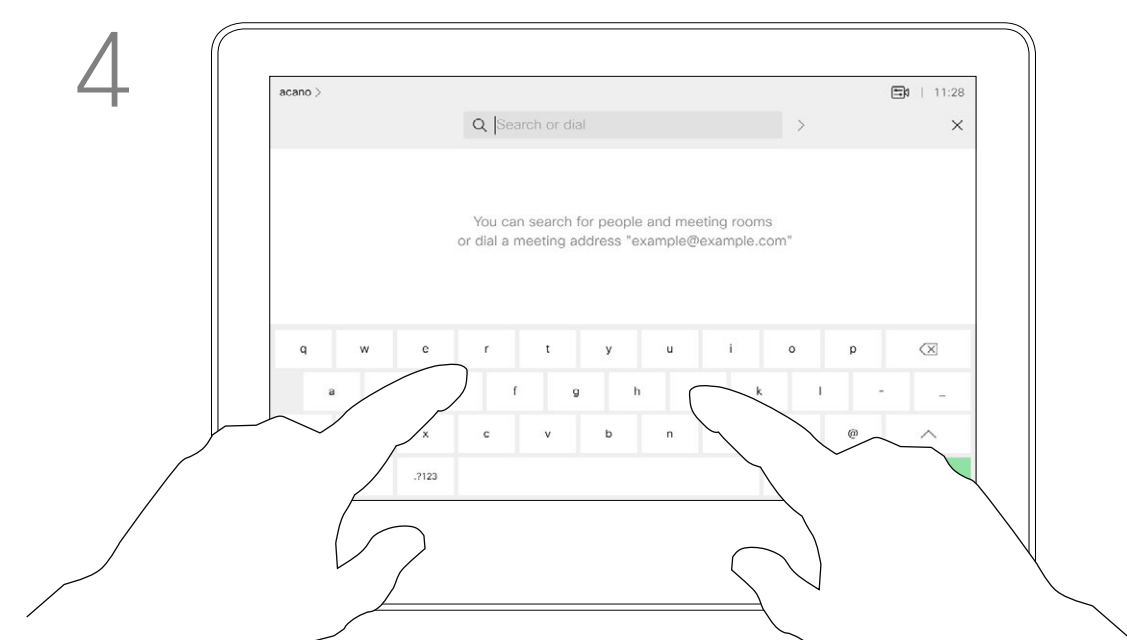 4
acano > 11:28
Search or dial >
You can search for people and meeting rooms
or dial a meeting address "example@example.com"
q w e r t y u i o p
a f g h k l - _
x c v b n @
.?123